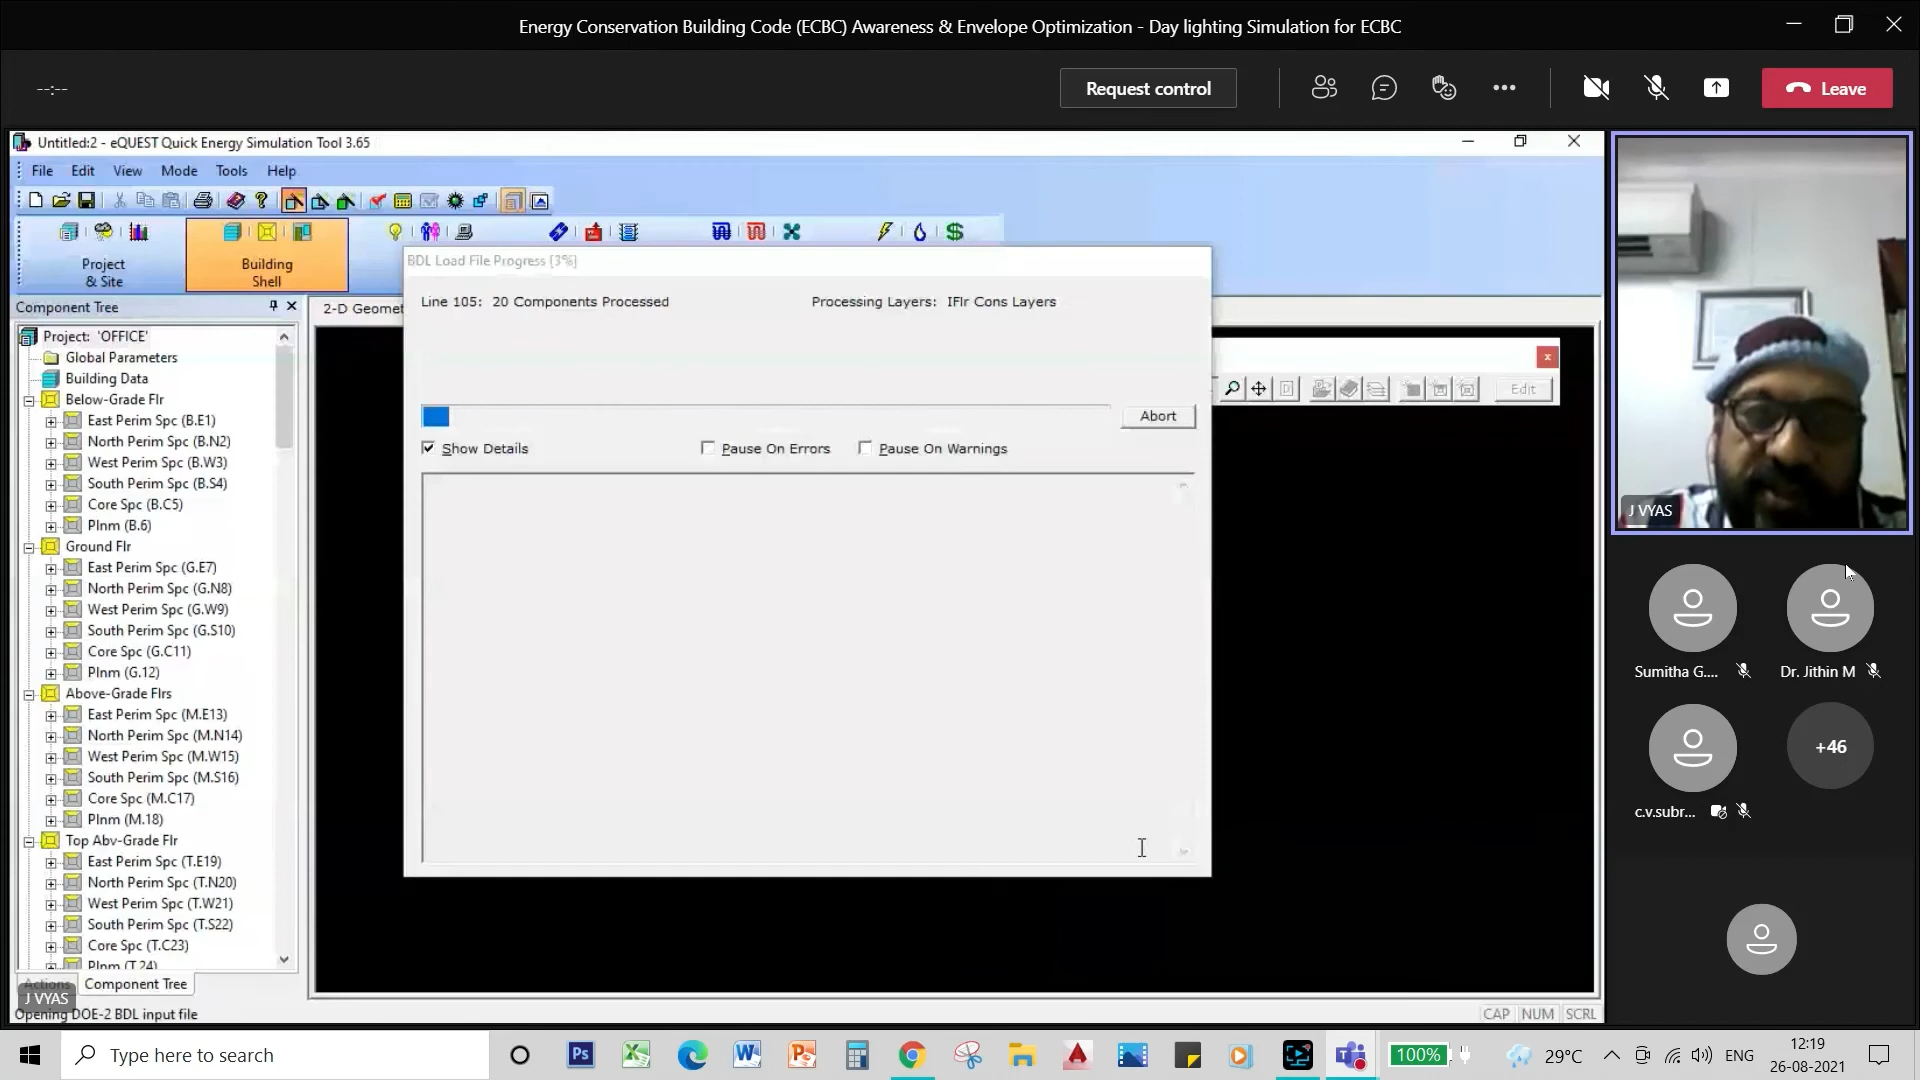 Energy Conservation Building Code (ECBC) Awareness & Envelope Optimization - Day lighting Simulation for ECBC
--:--
Request control
Leave
Untitled:2 - eQUEST Quick Energy Simulation Tool 3.65
File Edit View Mode Tools Help
Project & Site
Building Shell
Component Tree
2-D Geomet
BDL Load File Progress [3%]
Line 105: 20 Components Processed
Processing Layers: IFlr Cons Layers
Abort
Show Details
Pause On Errors
Pause On Warnings
Edit
Project: 'OFFICE'
Global Parameters
Building Data
Below-Grade Flr
East Perim Spc (B.E1)
North Perim Spc (B.N2)
West Perim Spc (B.W3)
South Perim Spc (B.S4)
Core Spc (B.C5)
Plnm (B.6)
Ground Flr
East Perim Spc (G.E7)
North Perim Spc (G.N8)
West Perim Spc (G.W9)
South Perim Spc (G.S10)
Core Spc (G.C11)
Plnm (G.12)
Above-Grade Flrs
East Perim Spc (M.E13)
North Perim Spc (M.N14)
West Perim Spc (M.W15)
South Perim Spc (M.S16)
Core Spc (M.C17)
Plnm (M.18)
Top Abv-Grade Flr
East Perim Spc (T.E19)
North Perim Spc (T.N20)
West Perim Spc (T.W21)
South Perim Spc (T.S22)
Core Spc (T.C23)
Plnm (T.24)
Actions
Component Tree
J VYAS
Opening DOE-2 BDL input file
CAP NUM SCRL
J VYAS
Sumitha G....
Dr. Jithin M
c.v.subr...
+46
Type here to search
Ps
100%
29°C
ENG
12:19
26-08-2021